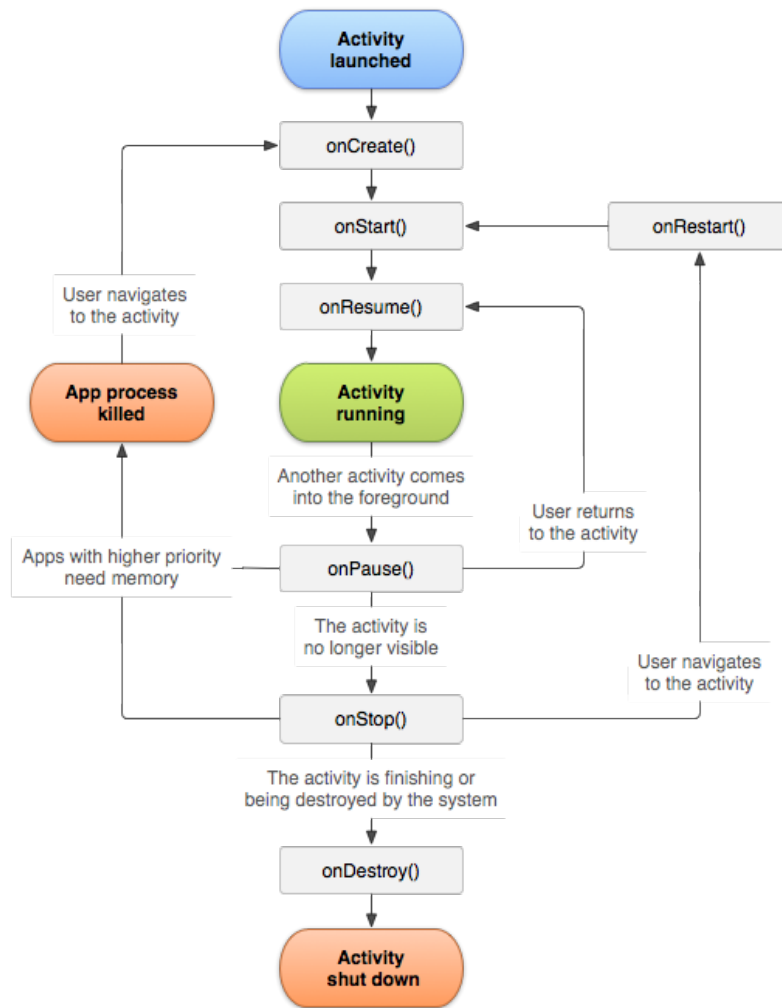 Activity
launched
onCreate()
onStart()
onRestart()
User navigates
to the activity
onResume()
App process
killed
Activity
running
Another activity comes
into the foreground
User returns
to the activity
Apps with higher priority
need memory
onPause()
The activity is
no longer visible
User navigates
to the activity
onStop()
The activity is finishing or
being destroyed by the system
onDestroy()
Activity
shut down